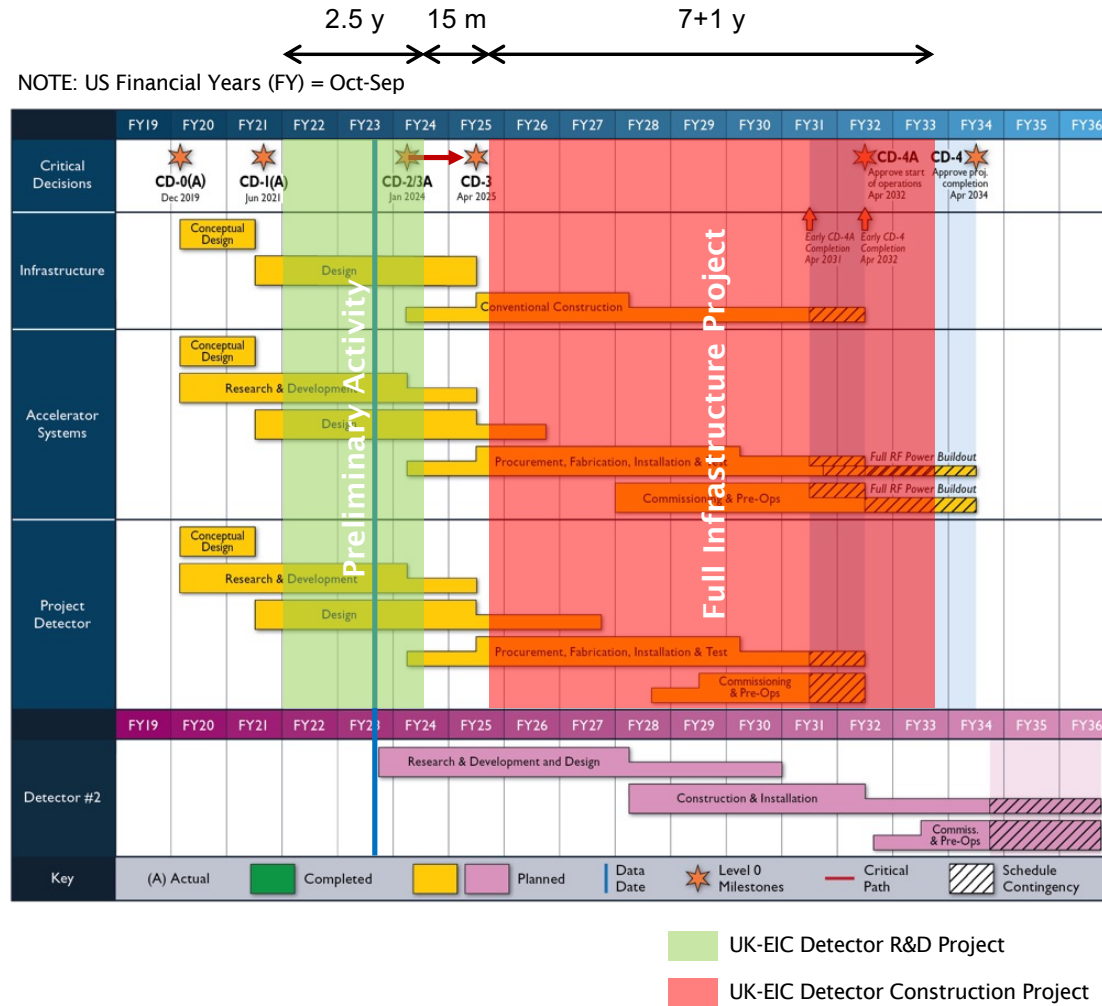 2.5 y
15 m
7+1 y
NOTE: US Financial Years (FY) = Oct-Sep
FY19 FY20 FY21 FY22 FY23 FY24 FY25 FY26 FY27 FY28 FY29 FY30 FY31 FY32 FY33 FY34 FY35 FY36
Critical
Decisions
CD-0(A)
Dec 2019
CD-1(A)
Jun 2021
CD-2/3A
Jan 2024
CD-3
Apr 2025
CD-4A
Approve start
of operations
Apr 2032
CD-4
Approve proj.
completion
Apr 2034
Early CD-4A
Completion
Apr 2031
Early CD-4
Completion
Apr 2032
Infrastructure
Conceptual
Design
Design
Conventional Construction
Accelerator
Systems
Conceptual
Design
Research & Development
Design
Procurement, Fabrication, Installation & Test
Full RF Power Buildout
Commissioning & Pre-Ops
Full RF Power Buildout
Project
Detector
Conceptual
Design
Research & Development
Design
Procurement, Fabrication, Installation & Test
Commissioning
& Pre-Ops
Preliminary Activity
Full Infrastructure Project
FY19 FY20 FY21 FY22 FY23 FY24 FY25 FY26 FY27 FY28 FY29 FY30 FY31 FY32 FY33 FY34 FY35 FY36
Detector #2
Research & Development and Design
Construction & Installation
Commiss.
& Pre-Ops
Key
(A) Actual
Completed
Planned
Data
Date
Level 0
Milestones
Critical
Path
Schedule
Contingency
UK-EIC Detector R&D Project
UK-EIC Detector Construction Project